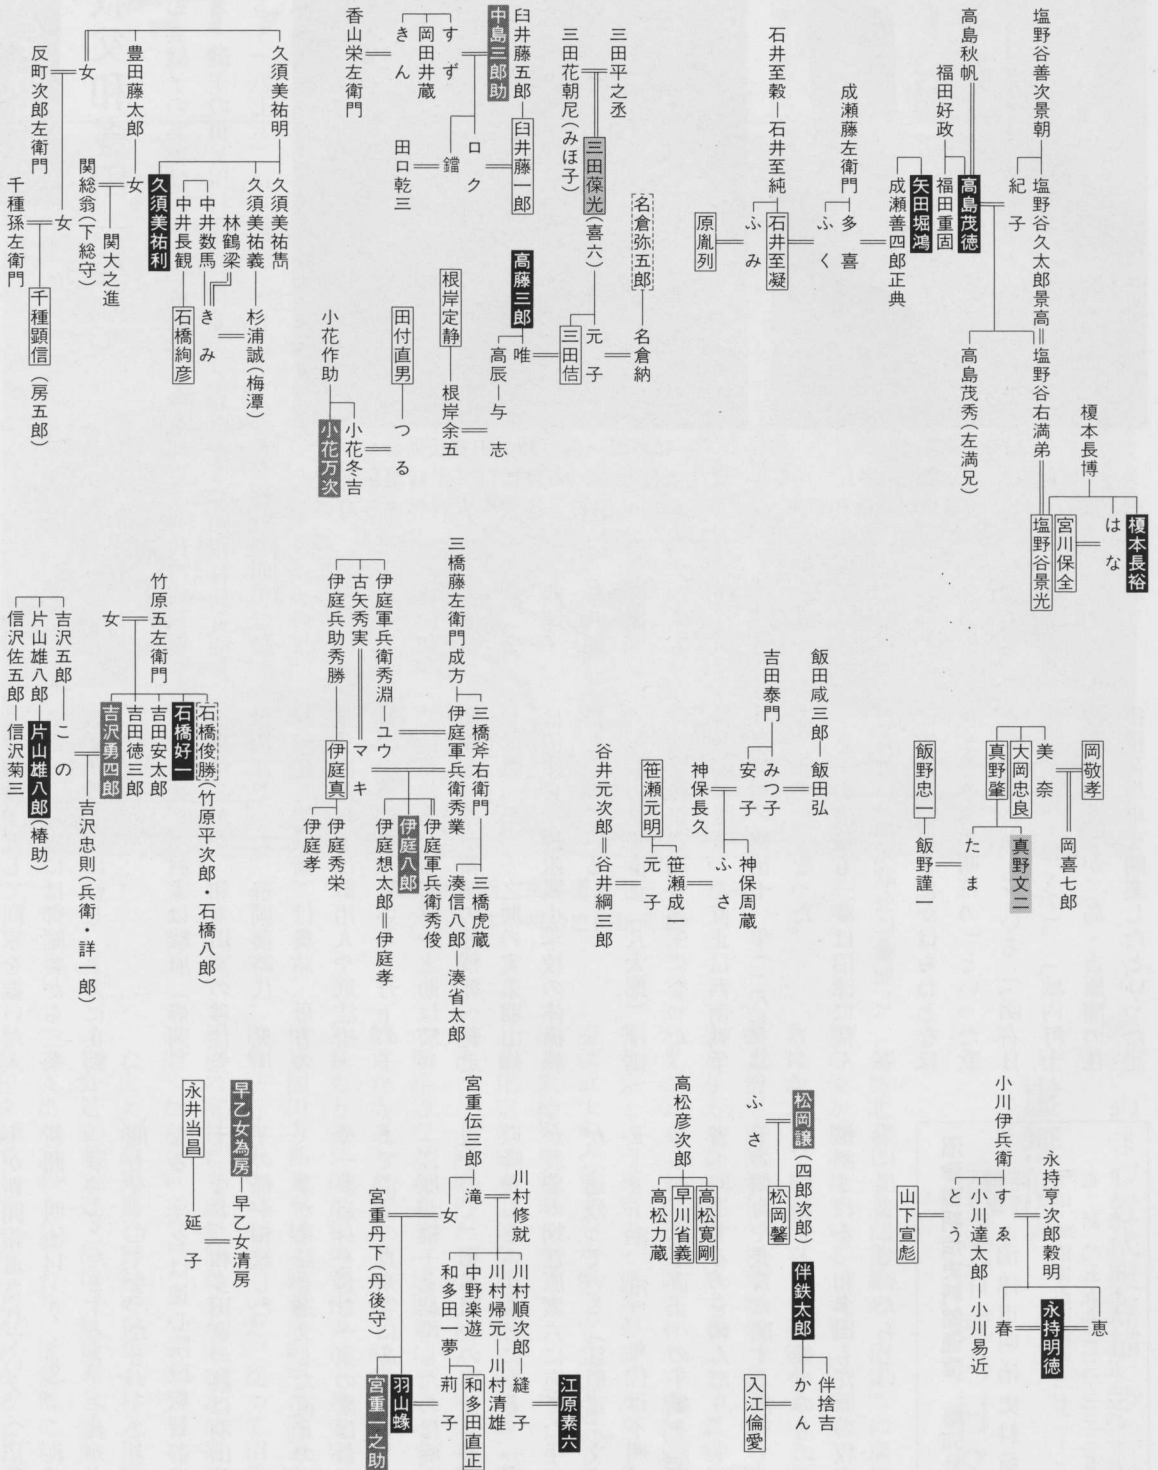 塩野谷善次景朝
塩野谷久太郎景高
紀子
塩野谷右満弟
高島秋帆
高島茂徳
高島茂秀(左満兄)
福田好政
福田重固
榎本長博
榎本長裕
はな
宮川保全
塩野谷景光
矢田堀鴻
成瀬善四郎正典
成瀬藤左衛門
多喜
ふく
石井至穀
石井至純
石井至凝
ふみ
原胤列
三田平之丞
三田花朝尼(みほ子)
三田葆光(喜六)
名倉弥五郎
名倉納
元子
三田佶
唯
高藤三郎
高辰
与志
根岸定静
根岸余五
田付直男
つる
小花作助
小花冬吉
小花万次
臼井藤五郎
臼井藤一郎
中島三郎助
すず
岡田井蔵
きん
香山栄左衛門
ロク
鐺
田口乾三
久須美祐明
久須美祐雋
久須美祐義
杉浦誠(梅潭)
林鶴梁
中井数馬
きみ
中井長観
石橋絢彦
久須美祐利
豊田藤太郎
女
関大之進
関総翁(下総守)
女
反町次郎左衛門
女
千種孫左衛門
千種顕信(房五郎)
岡敬孝
岡喜七郎
美奈
大岡忠良
真野肇
真野文二
たま
飯野忠一
飯野謹一
飯田咸三郎
飯田弘
吉田泰門
みつ子
安子
神保長久
神保周蔵
ふさ
笹瀬元明
笹瀬成一
元子
谷井元次郎
谷井綱三郎
三橋藤左衛門成方
三橋斧右衛門
三橋虎蔵
伊庭軍兵衛秀業
湊信八郎
湊省太郎
伊庭軍兵衛秀淵
ユウ
伊庭軍兵衛秀俊
伊庭八郎
伊庭想太郎
伊庭孝
古矢秀実
マキ
伊庭兵助秀勝
伊庭真
伊庭秀栄
伊庭孝
竹原五左衛門
女
石橋俊勝(竹原平次郎・石橋八郎)
石橋好一
吉田安太郎
吉田徳三郎
吉沢勇四郎
吉沢忠則(兵衛・詳一郎)
吉沢五郎
この
片山雄八郎
片山雄八郎(椿助)
信沢佐五郎
信沢菊三
小川伊兵衛
永持亨次郎毅明
恵
永持明徳
春
すゑ
小川達太郎
小川易近
とう
山下宣彪
松岡譲(四郎次郎)
ふさ
松岡馨
伴鉄太郎
伴捨吉
かん
入江倫愛
高松彦次郎
高松寛剛
早川省義
高松力蔵
宮重伝三郎
川村修就
滝
女
川村順次郎
縫子
江原素六
川村帰元
川村清雄
中野楽遊
和多田一夢
和多田直正
荊子
宮重丹下(丹後守)
羽山蟓
宮重一之助
早乙女為房
早乙女清房
永井当昌
延子